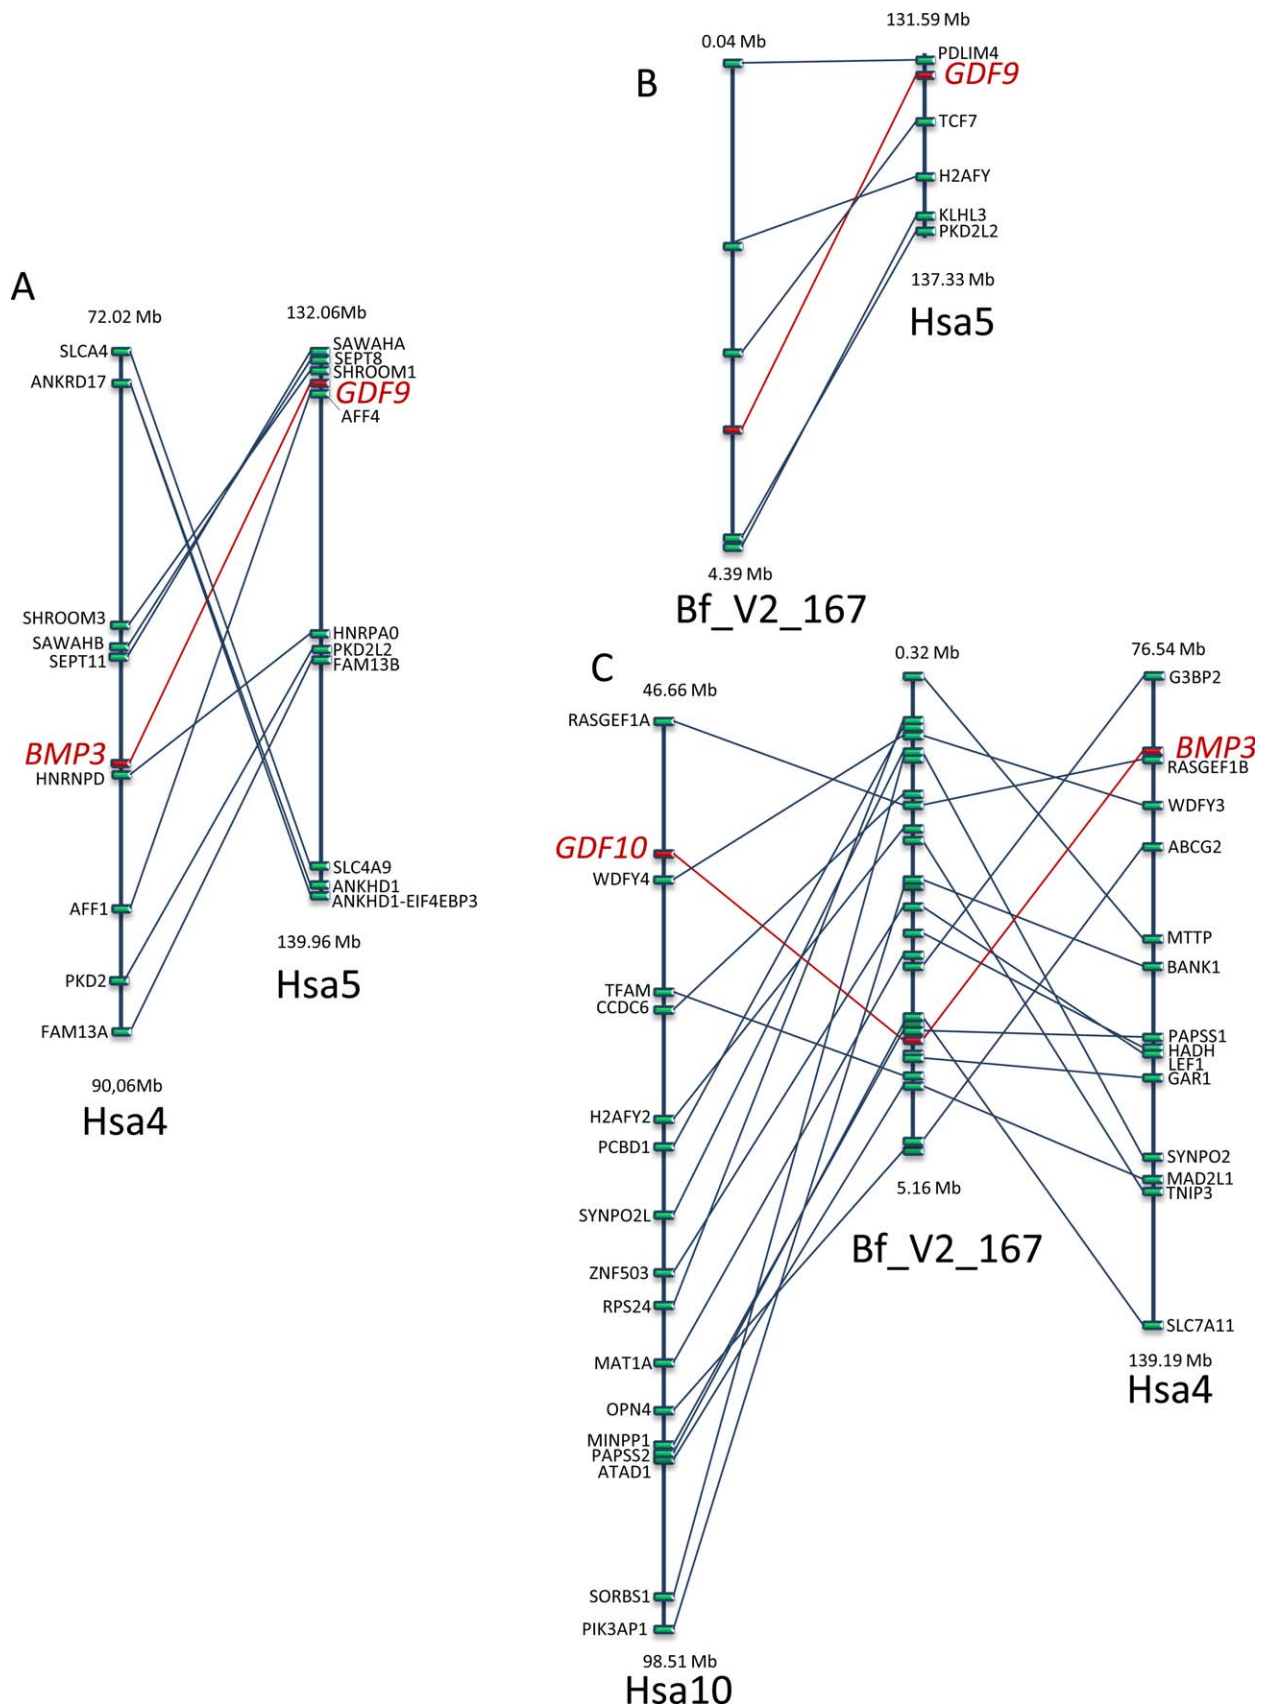 A
72.02 Mb
SLCA4
ANKRD17
SHROOM3
SAWAHB
SEPT11
BMP3
HNRNPD
AFF1
PKD2
FAM13A
90,06Mb
Hsa4
132.06Mb
SAWAHA
SEPT8
SHROOM1
GDF9
AFF4
HNRPA0
PKD2L2
FAM13B
SLC4A9
ANKHD1
ANKHD1-EIF4EBP3
139.96 Mb
Hsa5
B
0.04 Mb
4.39 Mb
Bf_V2_167
131.59 Mb
PDLIM4
GDF9
TCF7
H2AFY
KLHL3
PKD2L2
137.33 Mb
Hsa5
C
46.66 Mb
RASGEF1A
GDF10
WDFY4
TFAM
CCDC6
H2AFY2
PCBD1
SYNPO2L
ZNF503
RPS24
MAT1A
OPN4
MINPP1
PAPSS2
ATAD1
SORBS1
PIK3AP1
98.51 Mb
Hsa10
0.32 Mb
5.16 Mb
Bf_V2_167
76.54 Mb
G3BP2
BMP3
RASGEF1B
WDFY3
ABCG2
MTTP
BANK1
PAPSS1
HADH
LEF1
GAR1
SYNPO2
MAD2L1
TNIP3
SLC7A11
139.19 Mb
Hsa4